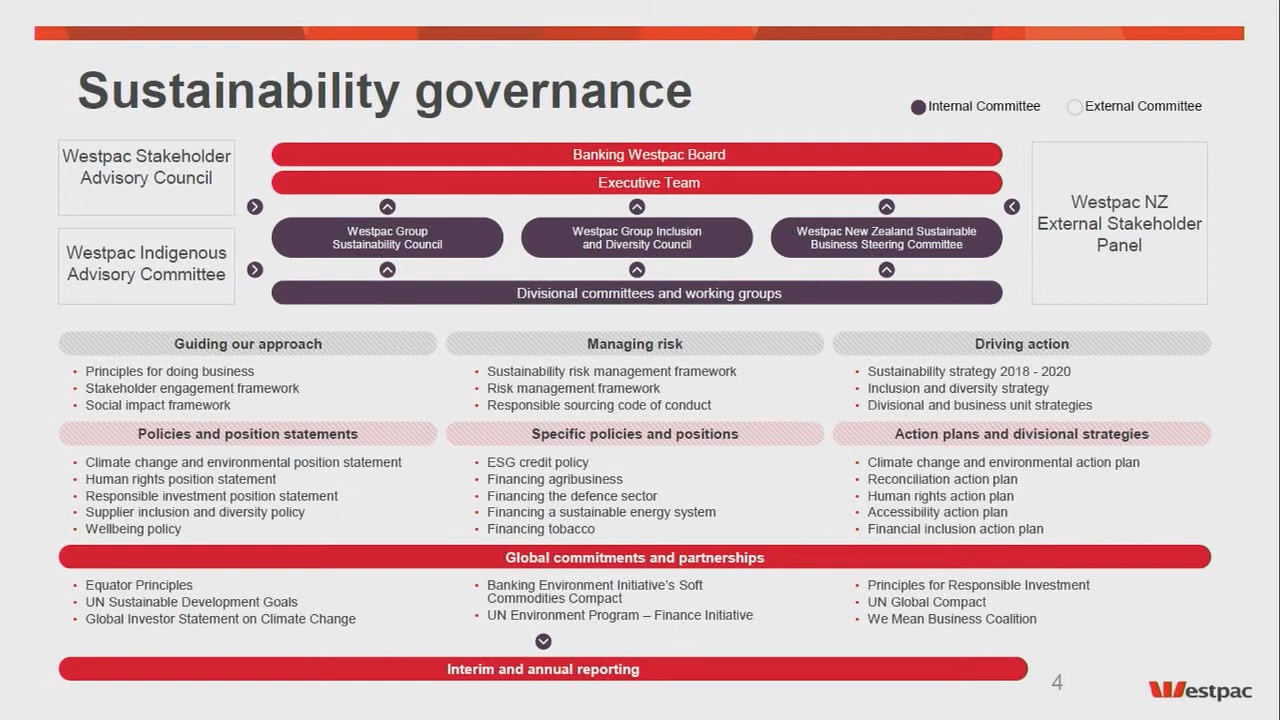 Sustainability governance
Internal Committee
External Committee
Westpac Stakeholder
Advisory Council
Westpac Indigenous
Advisory Committee
Banking Westpac Board
Executive Team
Westpac Group
Sustainability Council
Westpac Group Inclusion
and Diversity Council
Westpac New Zealand Sustainable
Business Steering Committee
Divisional committees and working groups
Westpac NZ
External Stakeholder
Panel
Guiding our approach
• Principles for doing business
• Stakeholder engagement framework
• Social impact framework
Managing risk
• Sustainability risk management framework
• Risk management framework
• Responsible sourcing code of conduct
Driving action
• Sustainability strategy 2018 - 2020
• Inclusion and diversity strategy
• Divisional and business unit strategies
Policies and position statements
• Climate change and environmental position statement
• Human rights position statement
• Responsible investment position statement
• Supplier inclusion and diversity policy
• Wellbeing policy
Specific policies and positions
• ESG credit policy
• Financing agribusiness
• Financing the defence sector
• Financing a sustainable energy system
• Financing tobacco
Action plans and divisional strategies
• Climate change and environmental action plan
• Reconciliation action plan
• Human rights action plan
• Accessibility action plan
• Financial inclusion action plan
Global commitments and partnerships
• Equator Principles
• UN Sustainable Development Goals
• Global Investor Statement on Climate Change
• Banking Environment Initiative's Soft
Commodities Compact
• UN Environment Program – Finance Initiative
• Principles for Responsible Investment
• UN Global Compact
• We Mean Business Coalition
Interim and annual reporting
4
Westpac